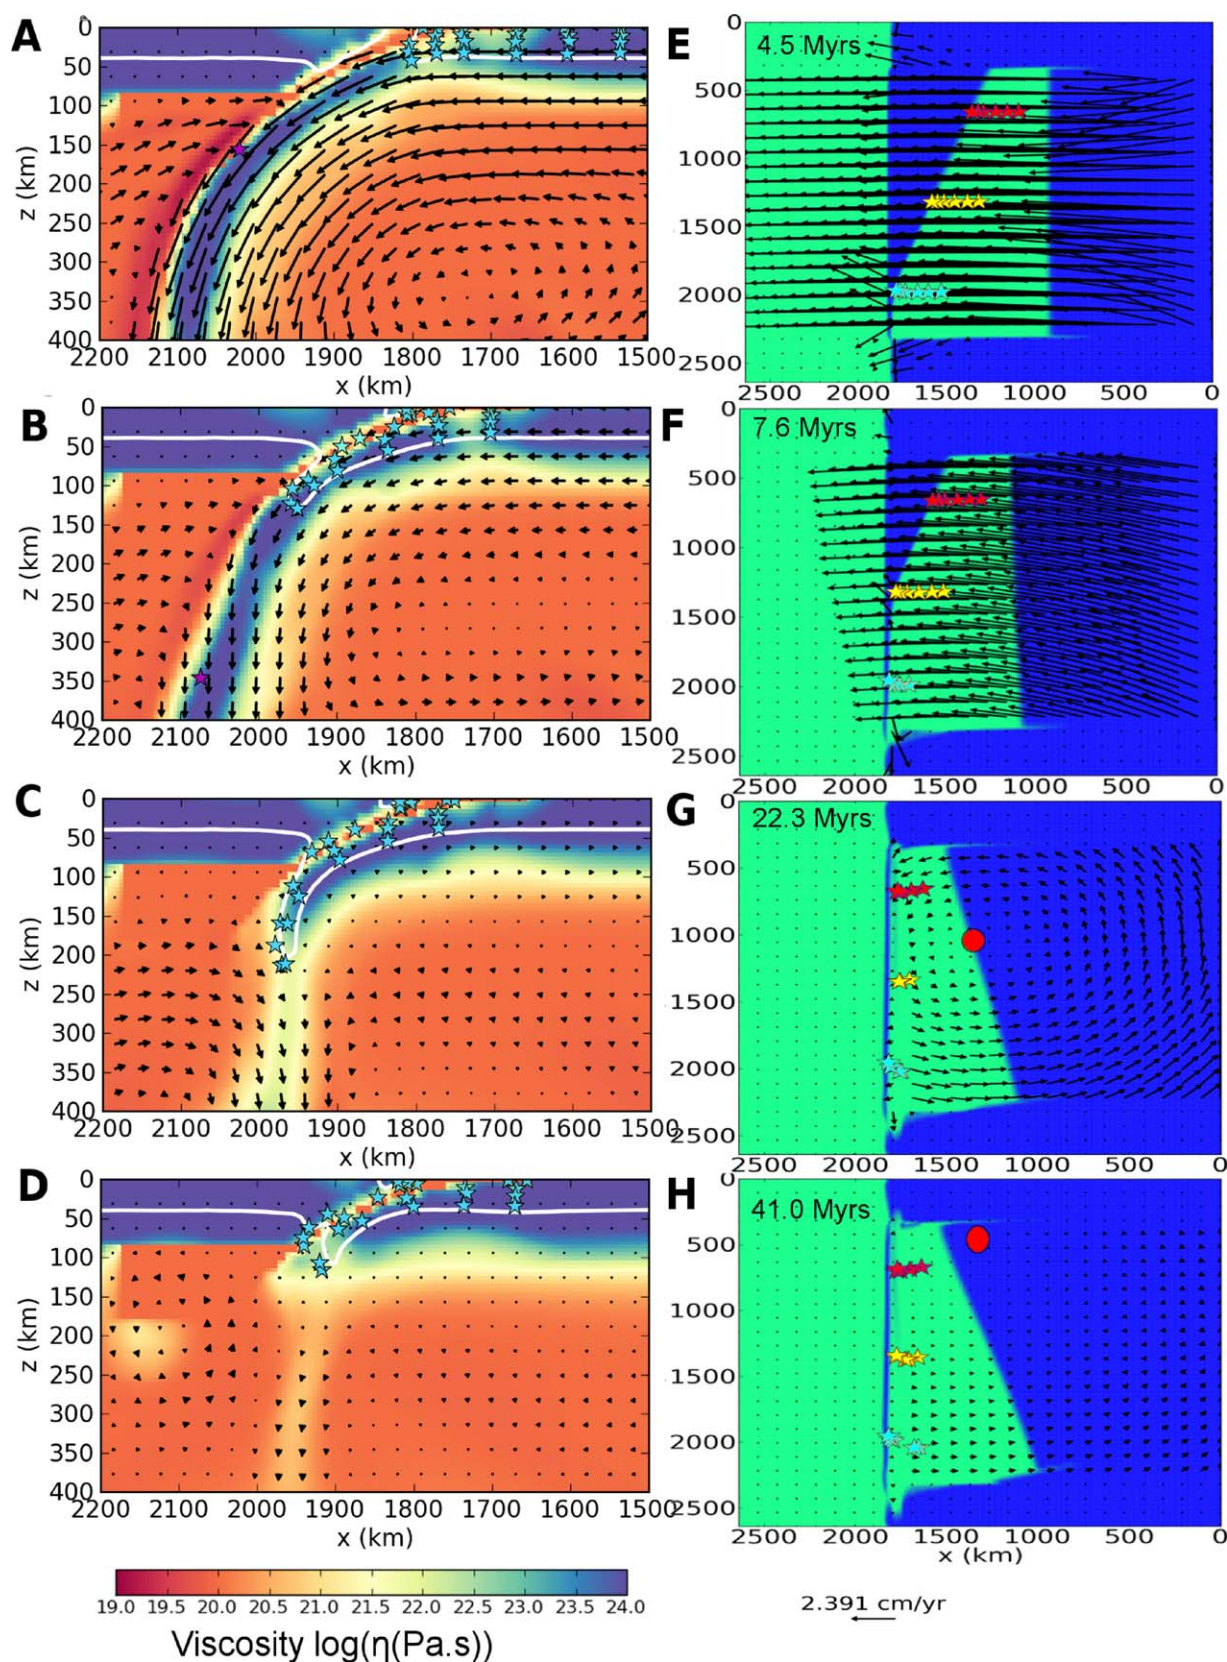 A
0
50
100
150
200
250
300
350
400
z (km)
2200 2100 2000 1900 1800 1700 1600 1500
x (km)
E
4.5 Myrs
0
500
1000
1500
2000
2500
2500 2000 1500 1000 500 0
B
0
50
100
150
200
250
300
350
400
z (km)
2200 2100 2000 1900 1800 1700 1600 1500
x (km)
F
7.6 Myrs
0
500
1000
1500
2000
2500
2500 2000 1500 1000 500 0
C
0
50
100
150
200
250
300
350
400
z (km)
2200 2100 2000 1900 1800 1700 1600 1500
x (km)
G
22.3 Myrs
0
500
1000
1500
2000
2500
2500 2000 1500 1000 500 0
D
0
50
100
150
200
250
300
350
400
z (km)
2200 2100 2000 1900 1800 1700 1600 1500
x (km)
H
41.0 Myrs
0
500
1000
1500
2000
2500
2500 2000 1500 1000 500 0
x (km)
19.0 19.5 20.0 20.5 21.0 21.5 22.0 22.5 23.0 23.5 24.0
Viscosity log(η(Pa.s))
2.391 cm/yr